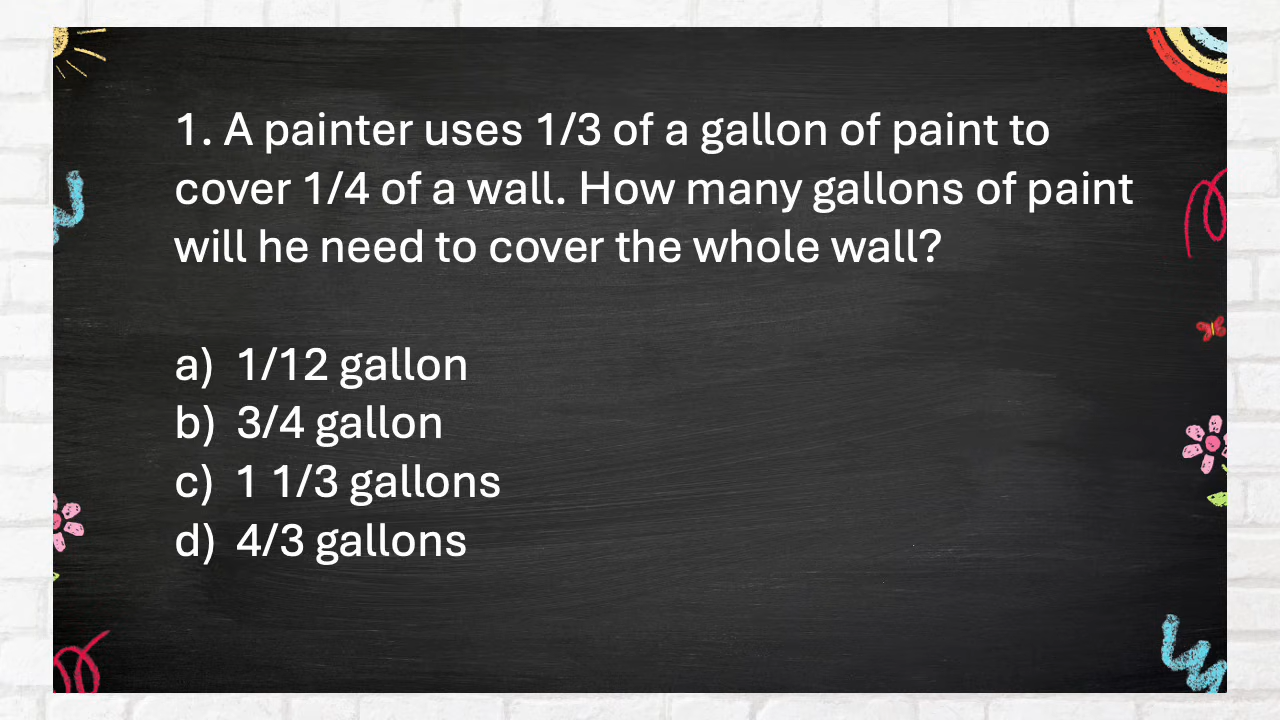 1. A painter uses 1/3 of a gallon of paint to
cover 1/4 of a wall. How many gallons of paint
will he need to cover the whole wall?
a) 1/12 gallon
b) 3/4 gallon
c) 1 1/3 gallons
d) 4/3 gallons